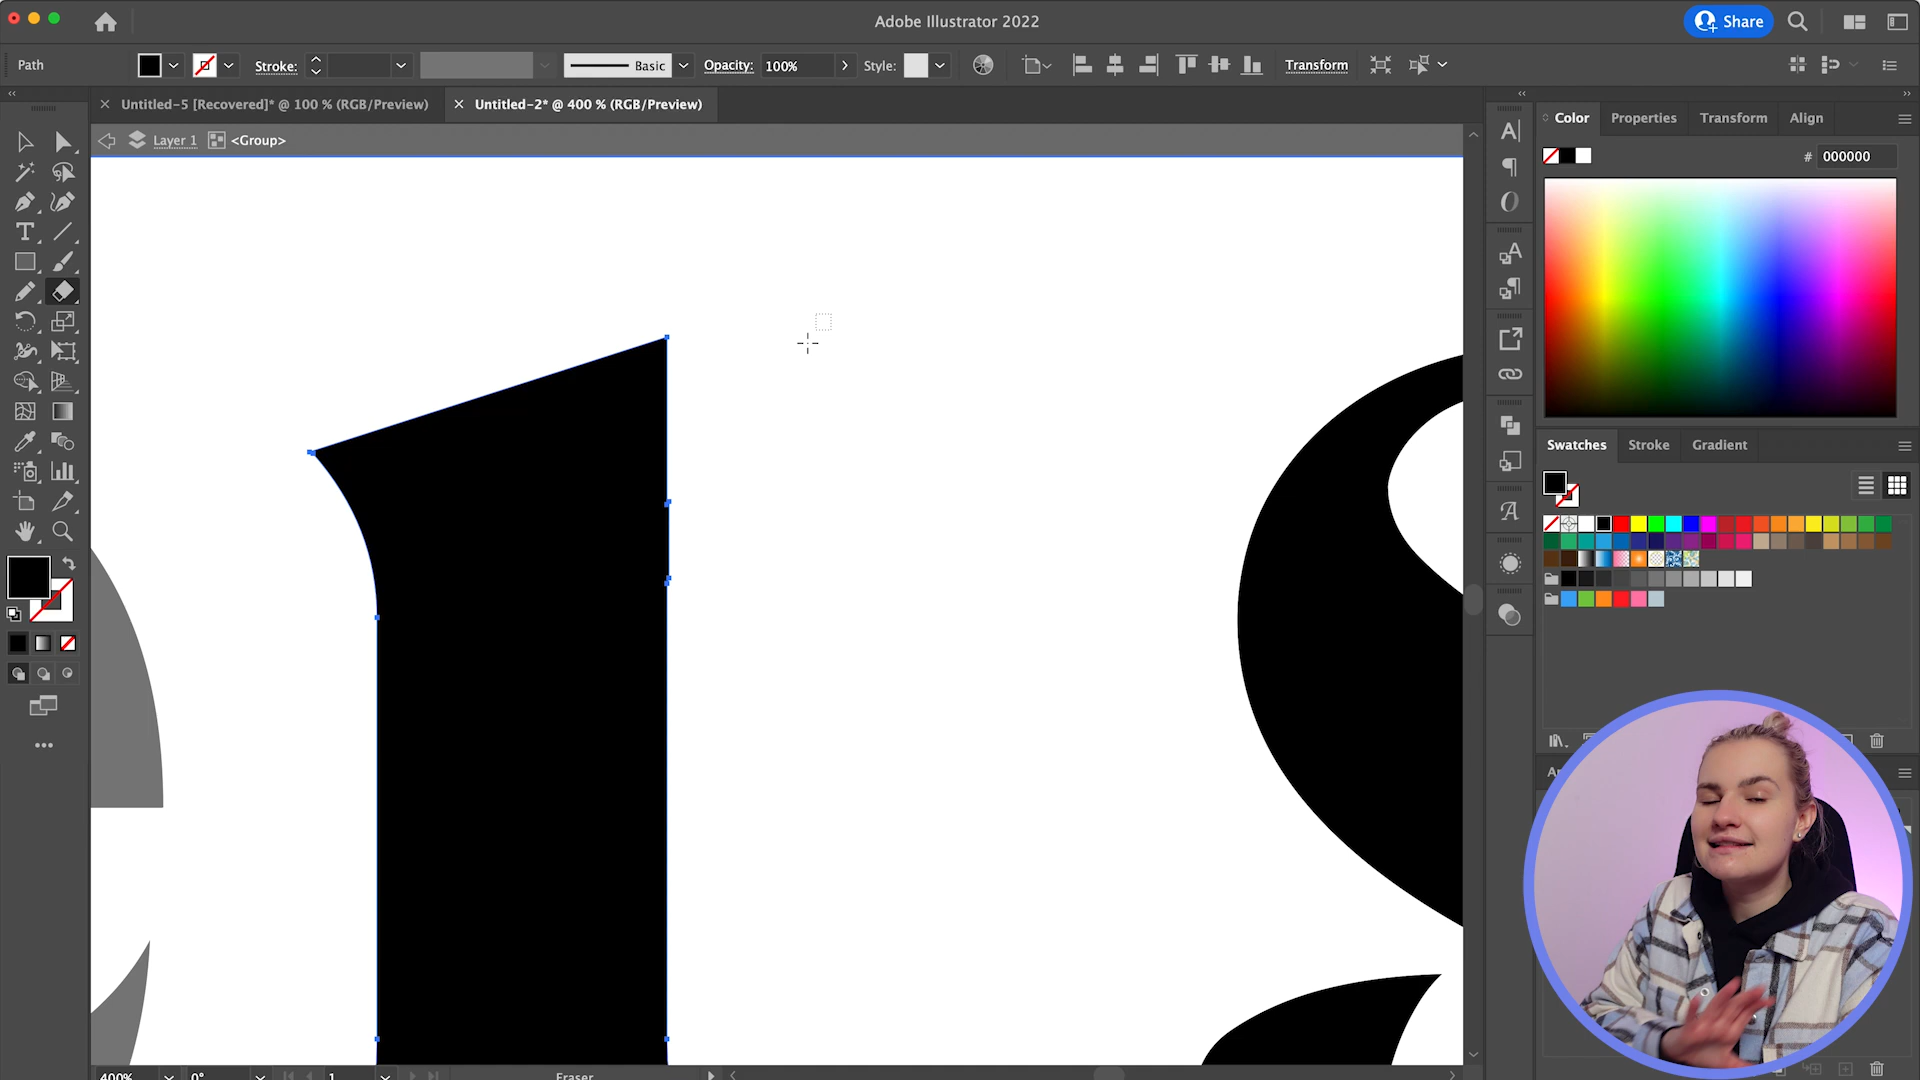 Adobe Illustrator 2022
Share
Path
Stroke:
Basic
Opacity:
100%
Style:
Transform
Untitled-5 [Recovered]* @ 100 % (RGB/Preview)
Untitled-2* @ 400 % (RGB/Preview)
Layer 1
<Group>
Color
Properties
Transform
Align
# 000000
Swatches
Stroke
Gradient
400%
0°
1
Eraser